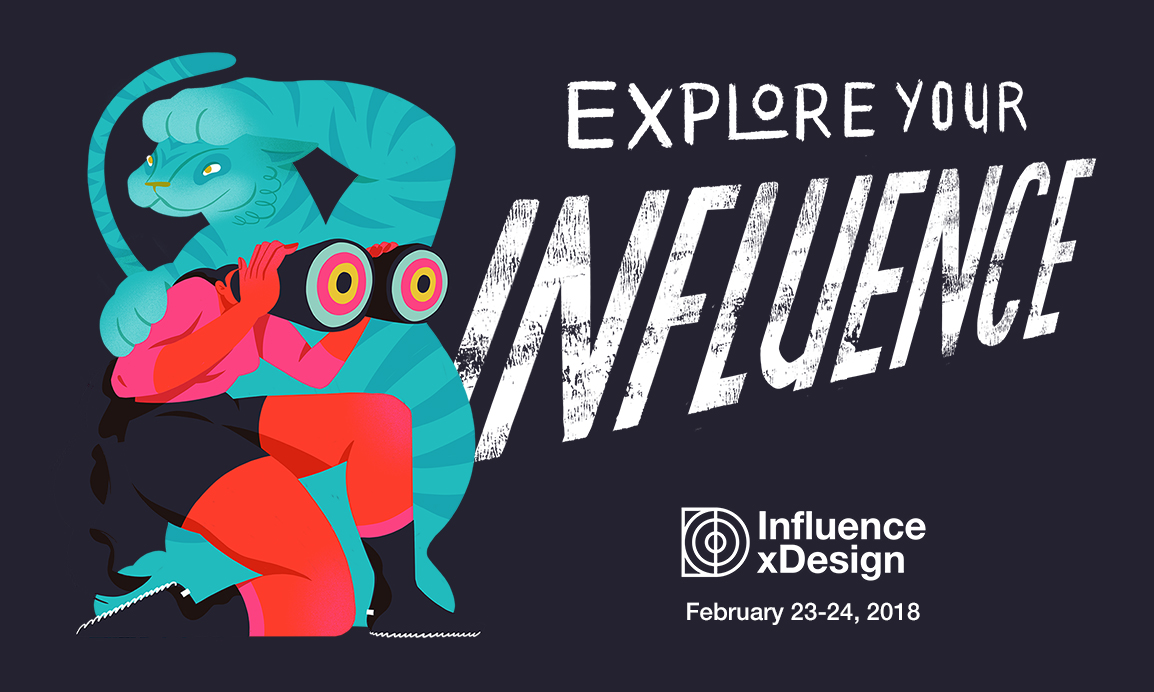 EXPLORE YOUR
INFLUENCE
Influence
xDesign
February 23-24, 2018